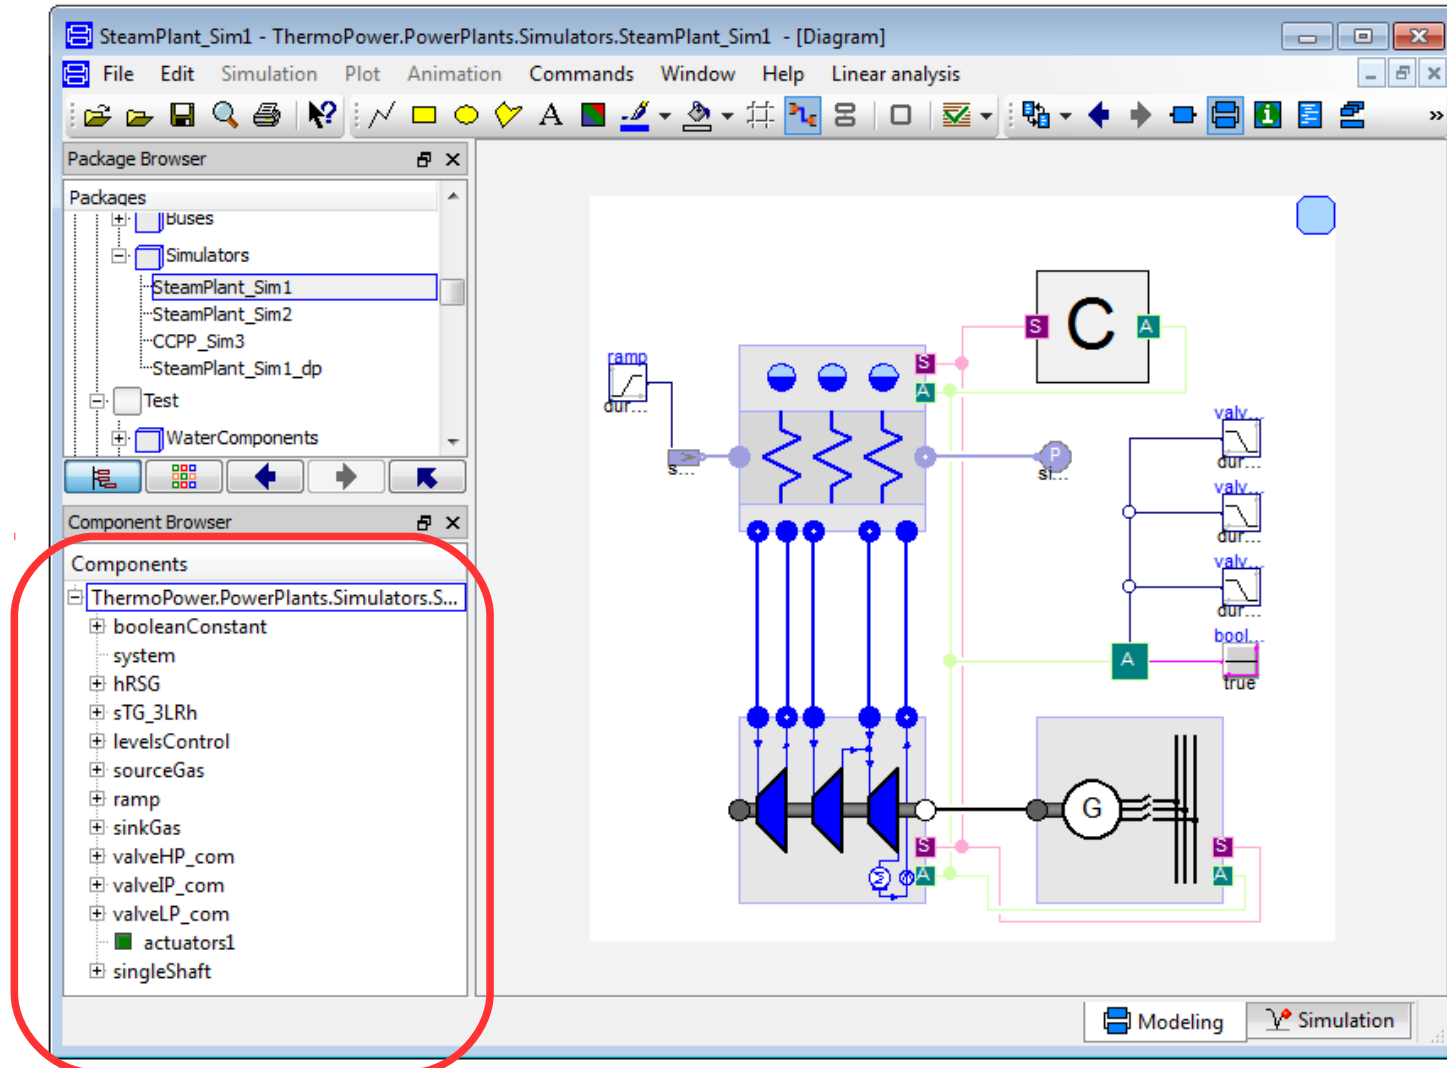 SteamPlant_Sim1 - ThermoPower.PowerPlants.Simulators.SteamPlant_Sim1 - [Diagram]
File Edit Simulation Plot Animation Commands Window Help Linear analysis
A
Package Browser
Packages
Buses
Simulators
SteamPlant_Sim1
SteamPlant_Sim2
CCPP_Sim3
SteamPlant_Sim1_dp
Test
WaterComponents
Component Browser
Components
ThermoPower.PowerPlants.Simulators.S...
booleanConstant
system
hRSG
sTG_3LRh
levelsControl
sourceGas
ramp
sinkGas
valveHP_com
valveIP_com
valveLP_com
actuators1
singleShaft
S C A
ramp
dur...
S
A
s...
P
si...
valv...
dur...
valv...
dur...
valv...
dur...
bool...
A
true
G
S
A
S
A
Modeling Simulation